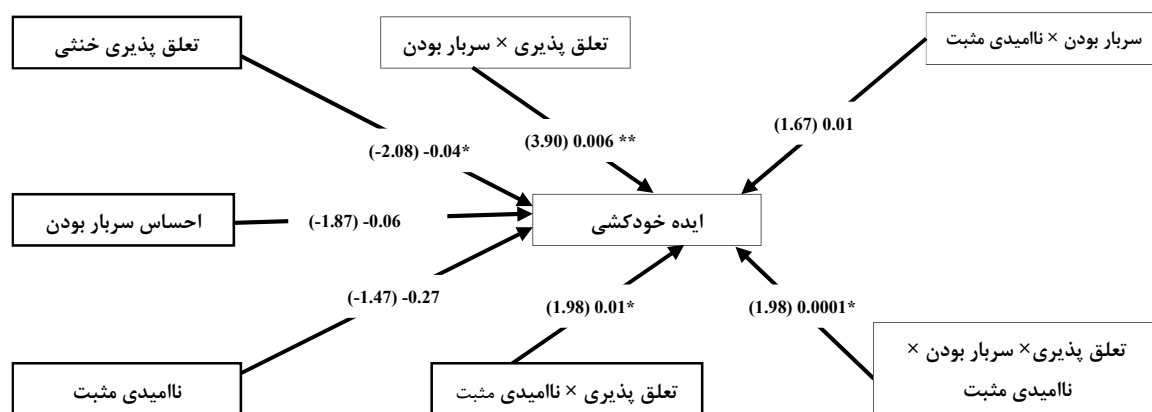 تعلق پذیری خنثی
تعلق پذیری × سربار بودن
سربار بودن × ناامیدی مثبت
(-2.08) -0.04*
(3.90) 0.006 **
(1.67) 0.01
احساس سربار بودن
(-1.87) -0.06
ایده خودکشی
(-1.47) -0.27
(1.98) 0.01*
(1.98) 0.0001*
ناامیدی مثبت
تعلق پذیری × ناامیدی مثبت
تعلق پذیری× سربار بودن ×
ناامیدی مثبت